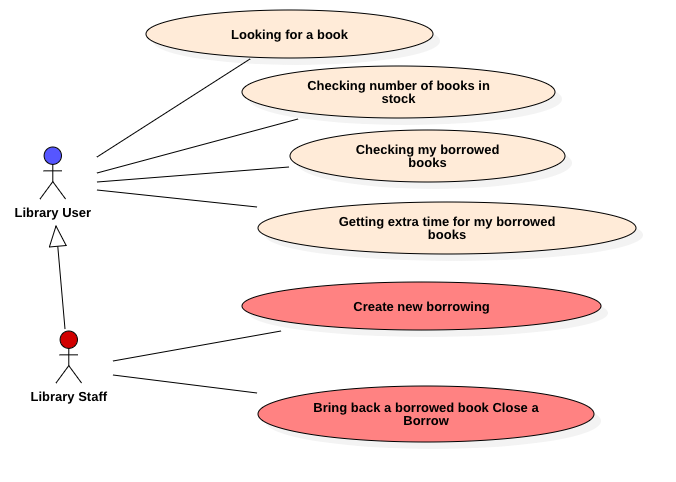 Looking for a book
Checking number of books in
stock
Checking my borrowed
books
Library User
Getting extra time for my borrowed
books
Create new borrowing
Library Staff
Bring back a borrowed book Close a
Borrow